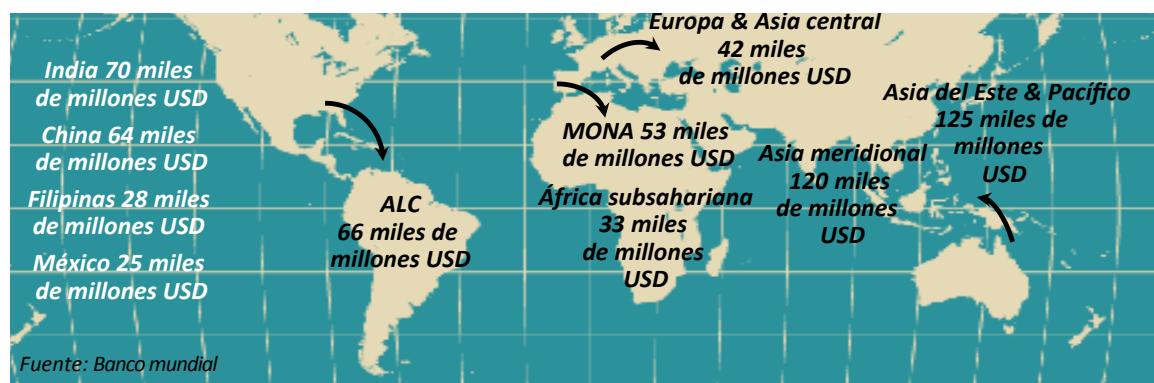 India 70 miles
de millones USD
China 64 miles
de millones USD
Filipinas 28 miles
de millones USD
México 25 miles
de millones USD
Fuente: Banco mundial
ALC
66 miles de
millones USD
Europa & Asia central
42 miles
de millones USD
MONA 53 miles
de millones USD
África subsahariana
33 miles
de millones
USD
Asia meridional
120 miles
de millones
USD
Asia del Este & Pacífico
125 miles de
millones
USD